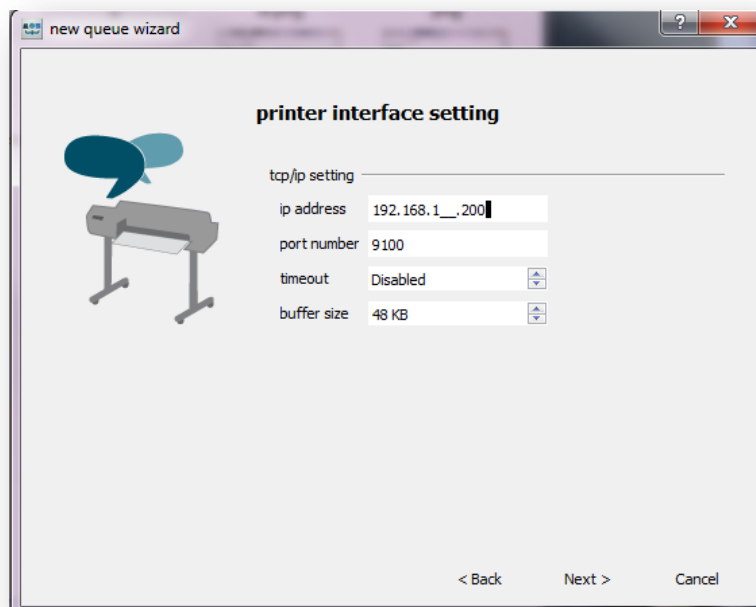 new queue wizard
printer interface setting
tcp/ip setting
ip address 192.168.1__.200
port number 9100
timeout Disabled
buffer size 48 KB
< Back Next > Cancel